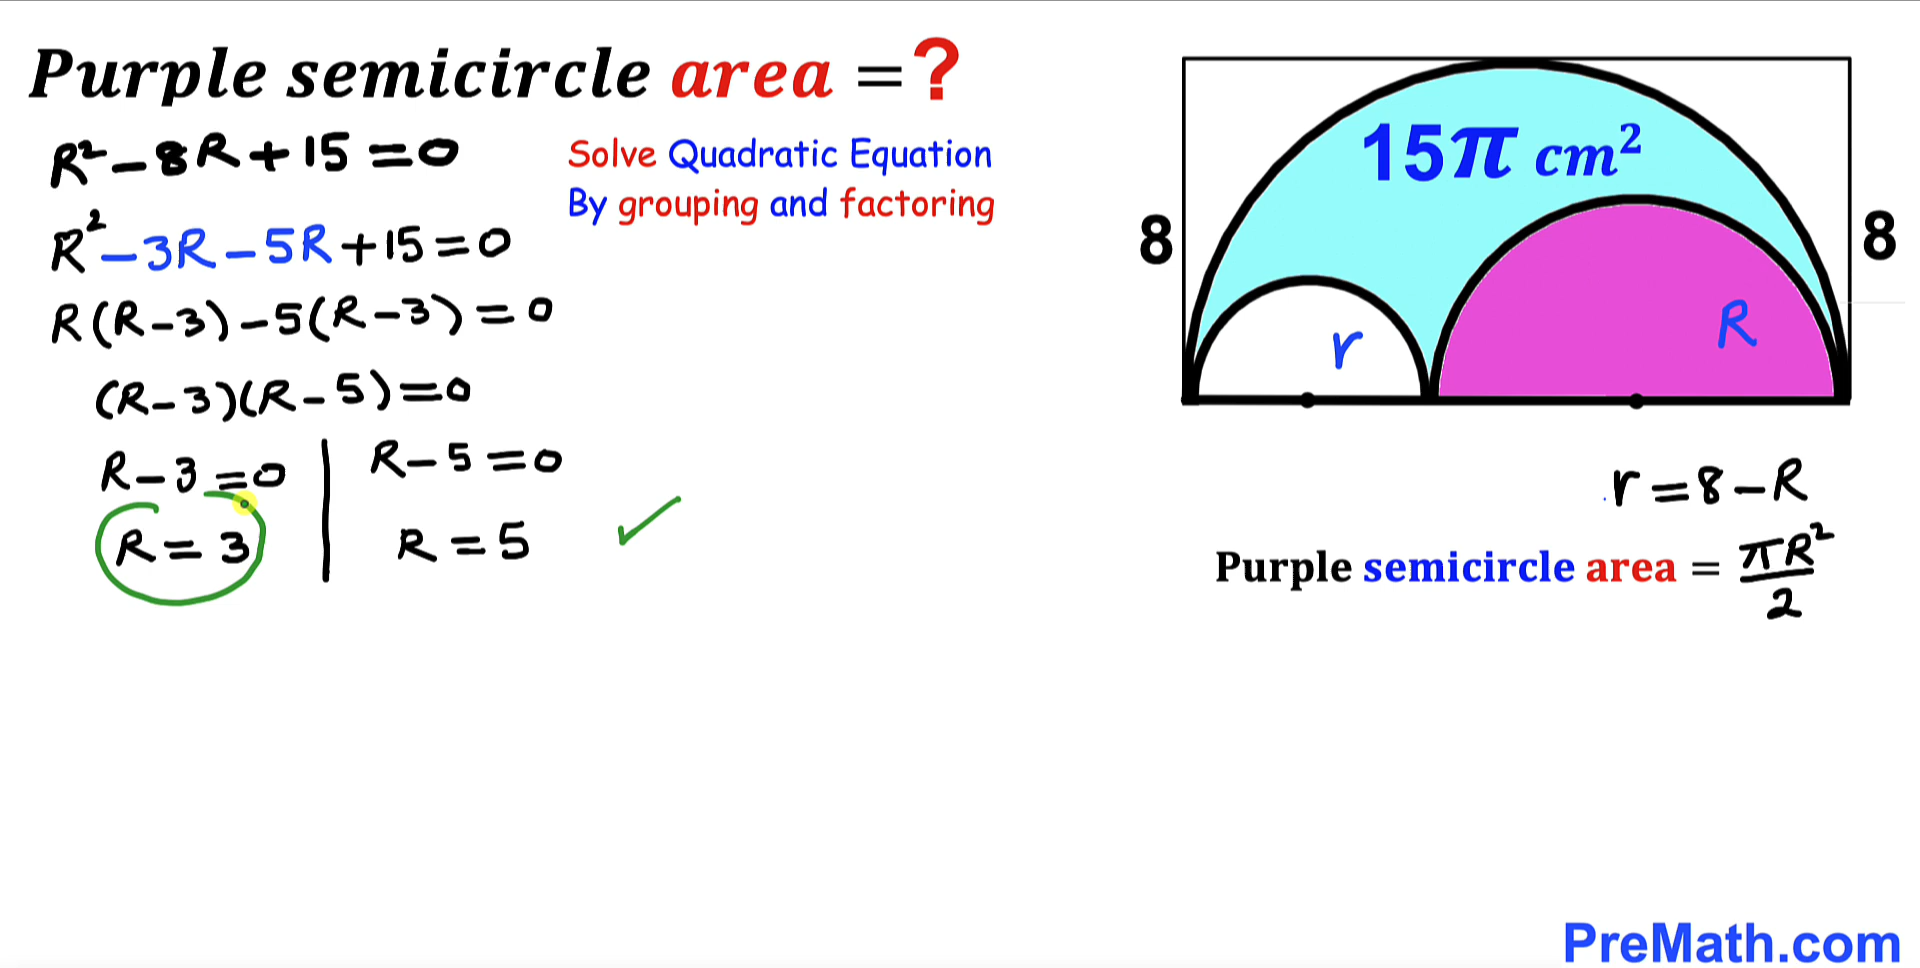 Purple semicircle area = ?
R² - 8R + 15 = 0
Solve Quadratic Equation
By grouping and factoring
R² - 3R - 5R + 15 = 0
R(R-3) - 5(R-3) = 0
(R-3)(R-5) = 0
R - 3 = 0
R = 3
R - 5 = 0
R = 5
15π cm²
8
8
r
R
r = 8 - R
Purple semicircle area = πR²/2
PreMath.com